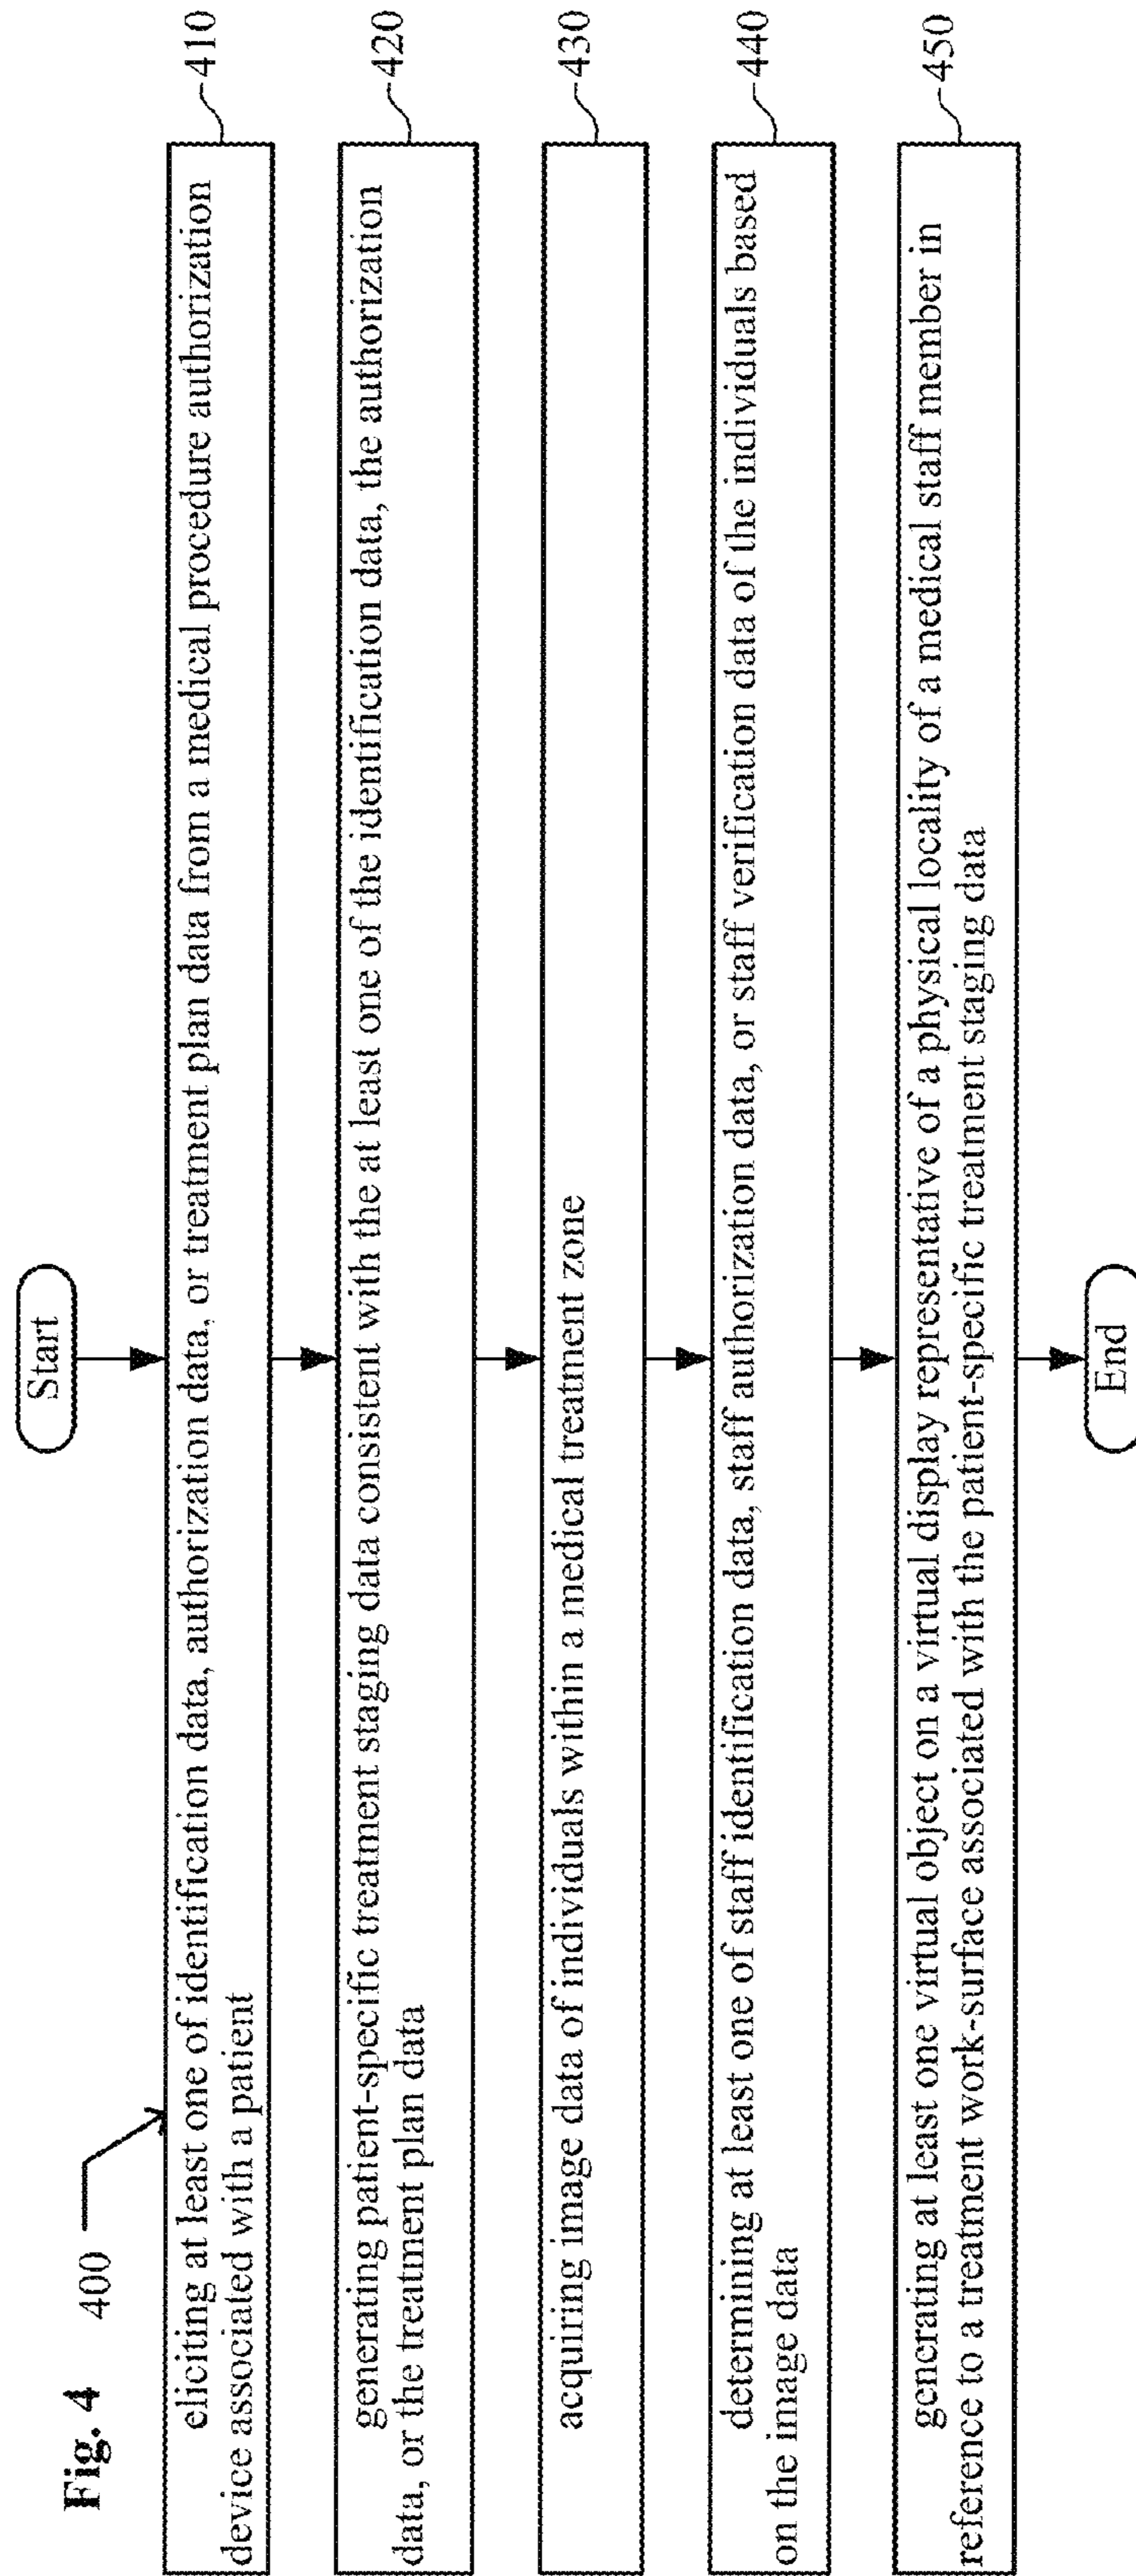 Fig. 4
400
Start
eliciting at least one of identification data, authorization data, or treatment plan data from a medical procedure authorization
device associated with a patient
410
generating patient-specific treatment staging data consistent with the at least one of the identification data, the authorization
data, or the treatment plan data
420
acquiring image data of individuals within a medical treatment zone
430
determining at least one of staff identification data, staff authorization data, or staff verification data of the individuals based
on the image data
440
generating at least one virtual object on a virtual display representative of a physical locality of a medical staff member in
reference to a treatment work-surface associated with the patient-specific treatment staging data
450
End